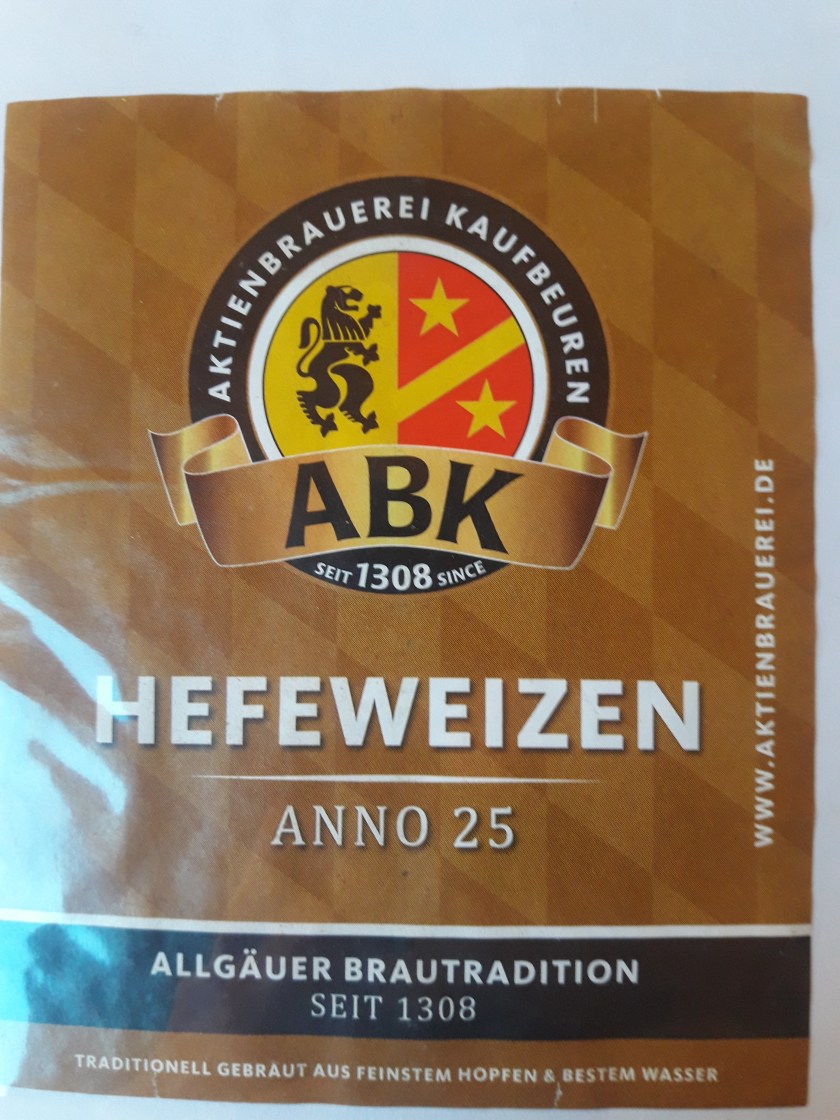 AKTIENBRAUEREI KAUFBEUREN
ABK
SEIT 1308 SINCE
HEFEWEIZEN
ANNO 25
WWW.AKTIENBRAUEREI.DE
ALLGÄUER BRAUTRADITION
SEIT 1308
TRADITIONELL GEBRAUT AUS FEINSTEM HOPFEN & BESTEM WASSER